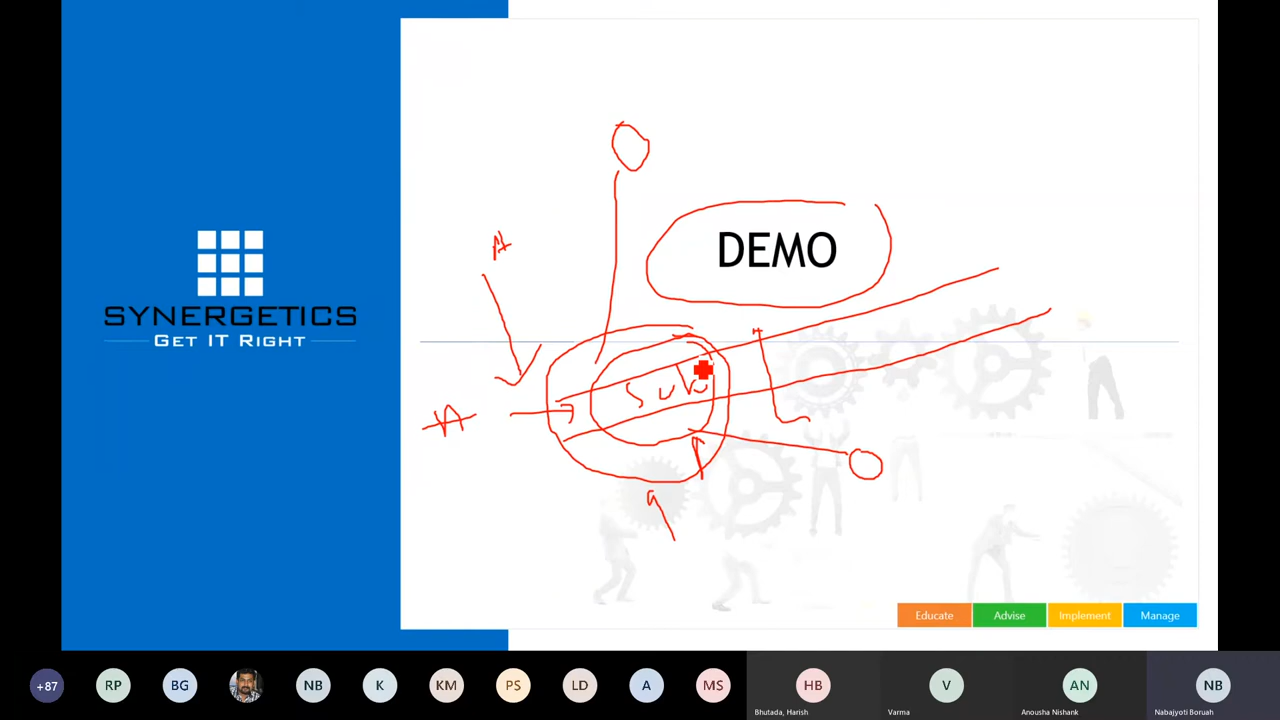 A
DEMO
Sub
A
SYNERGETICS
GET IT RIGHT
Educate Advise Implement Manage
+87 RP BG NB K KM PS LD A MS HB V AN NB
Bhutada, Harish Varma Anousha Nishank Nabajyoti Boruah